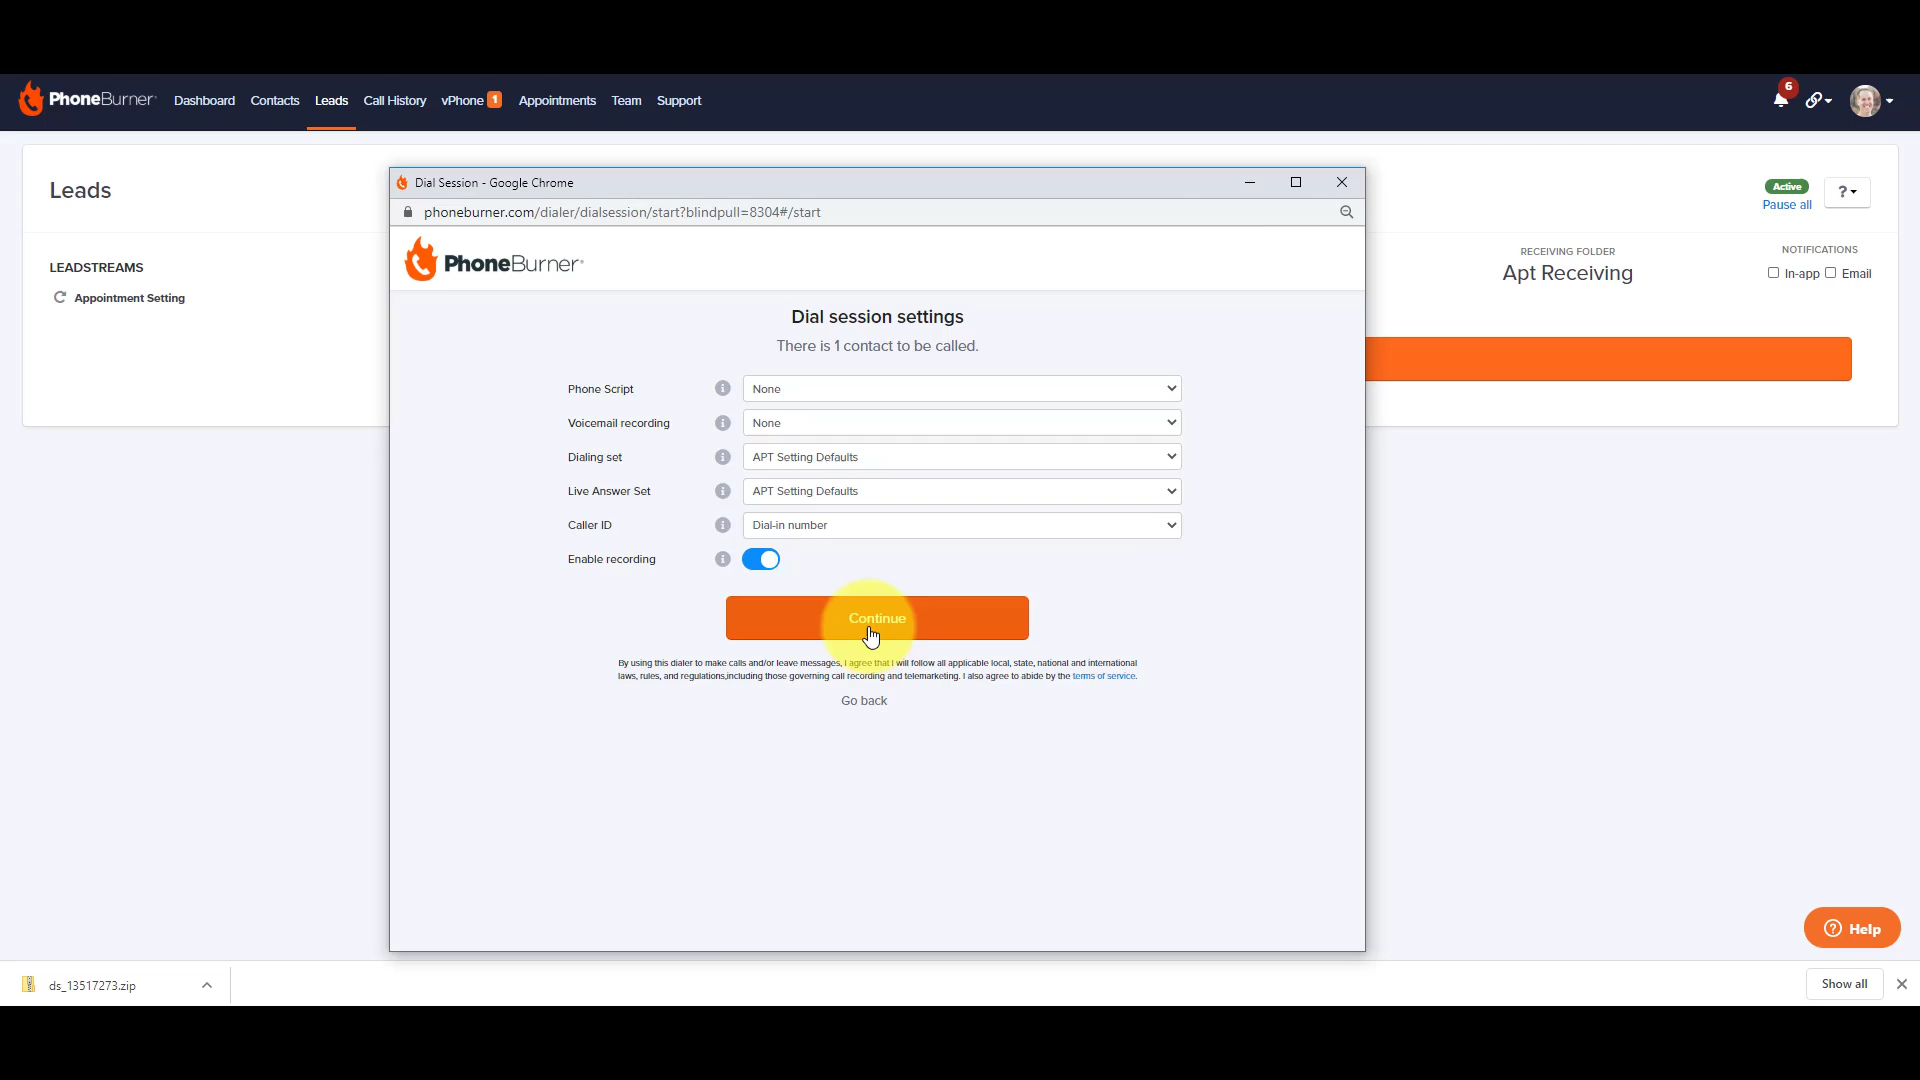 PhoneBurner
Dashboard
Contacts
Leads
Call History
vPhone 1
Appointments
Team
Support
6
Leads
LEADSTREAMS
Appointment Setting
Active
Pause all
?
RECEIVING FOLDER
Apt Receiving
NOTIFICATIONS
In-app
Email
Dial Session - Google Chrome
phoneburner.com/dialer/dialsession/start?blindpull=8304#/start
PhoneBurner
Dial session settings
There is 1 contact to be called.
Phone Script
i
None
Voicemail recording
i
None
Dialing set
i
APT Setting Defaults
Live Answer Set
i
APT Setting Defaults
Caller ID
i
Dial-in number
Enable recording
i
Continue
By using this dialer to make calls and/or leave messages, I agree that I will follow all applicable local, state, national and international
laws, rules, and regulations,including those governing call recording and telemarketing. I also agree to abide by the terms of service.
Go back
? Help
ds_13517273.zip
Show all